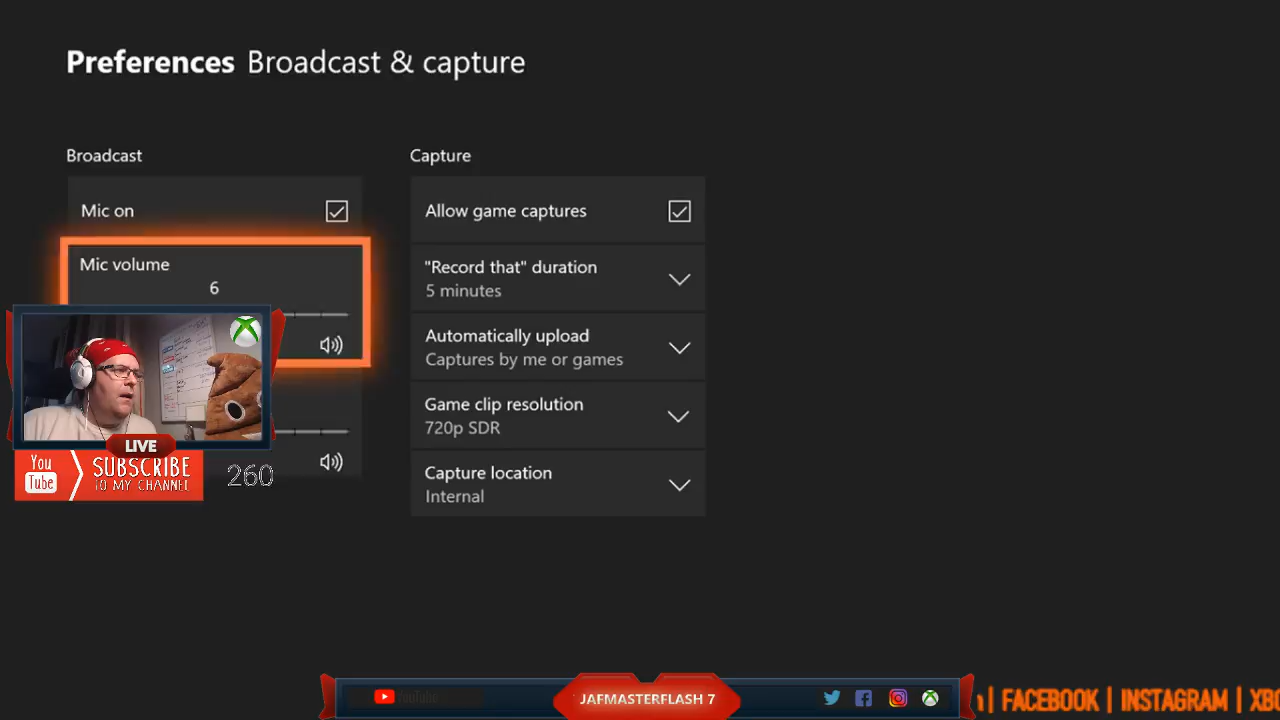 Preferences Broadcast & capture
Broadcast
Mic on
Mic volume
6
Capture
Allow game captures
"Record that" duration
5 minutes
Automatically upload
Captures by me or games
Game clip resolution
720p SDR
Capture location
Internal
LIVE
You
Tube
SUBSCRIBE
TO MY CHANNEL
260
YouTube
JAFMASTERFLASH 7
| FACEBOOK | INSTAGRAM | XBO